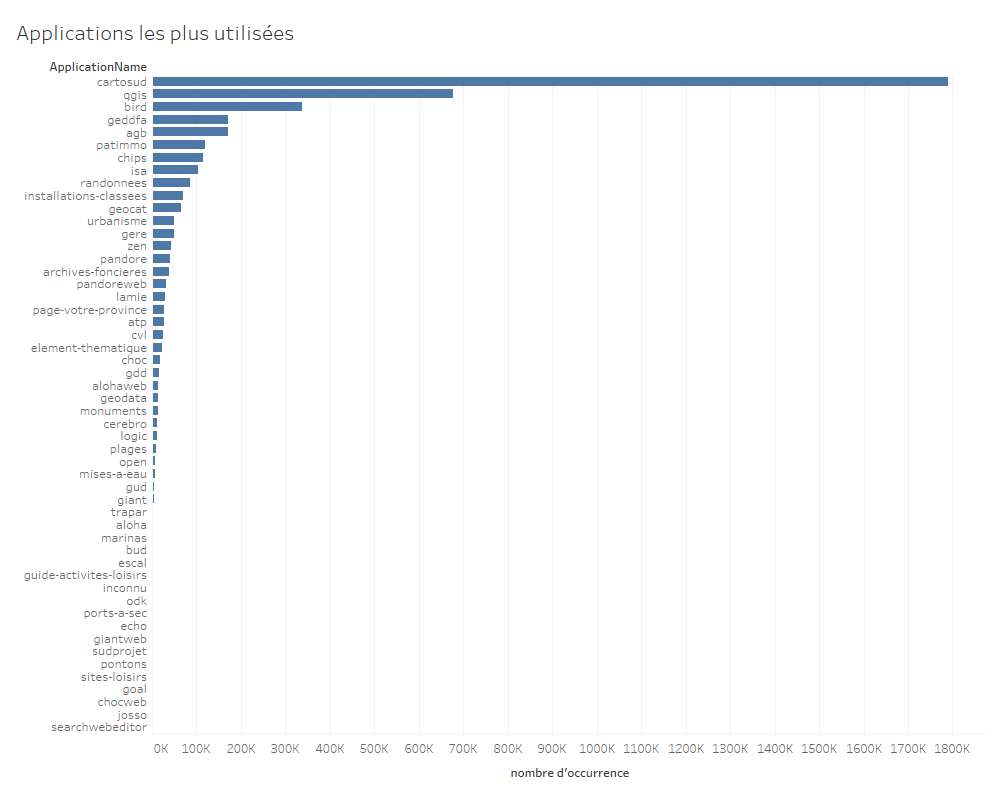 Applications les plus utilisées
ApplicationName
cartosud
qgis
bird
geddfa
agb
patimmo
chips
isa
randonnees
installations-classees
geocat
urbanisme
gere
zen
pandore
archives-foncieres
pandoreweb
lamie
page-votre-province
atp
cvl
element-thematique
choc
gdd
alohaweb
geodata
monuments
cerebro
logic
plages
open
mises-a-eau
gud
giant
trapar
aloha
marinas
bud
escal
guide-activites-loisirs
inconnu
odk
ports-a-sec
echo
giantweb
sudprojet
pontons
sites-loisirs
goal
chocweb
josso
searchwebeditor
0K 100K 200K 300K 400K 500K 600K 700K 800K 900K 1000K 1100K 1200K 1300K 1400K 1500K 1600K 1700K 1800K
nombre d’occurrence